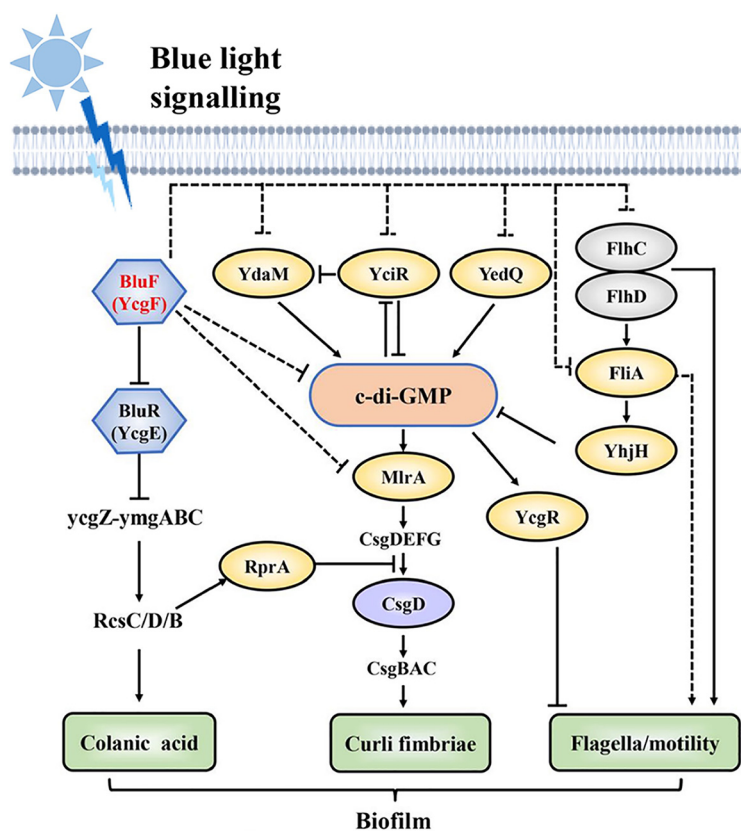 Blue light
signalling
FlhC
YdaM
YciR
YedQ
BluF
(YcgF)
FlhD
c-di-GMP
FliA
BluR
(YcgE)
YhjH
MlrA
ycgZ-ymgABC
YcgR
CsgDEFG
RprA
CsgD
RcsC/D/B
CsgBAC
Colanic acid
Curli fimbriae
Flagella/motility
Biofilm